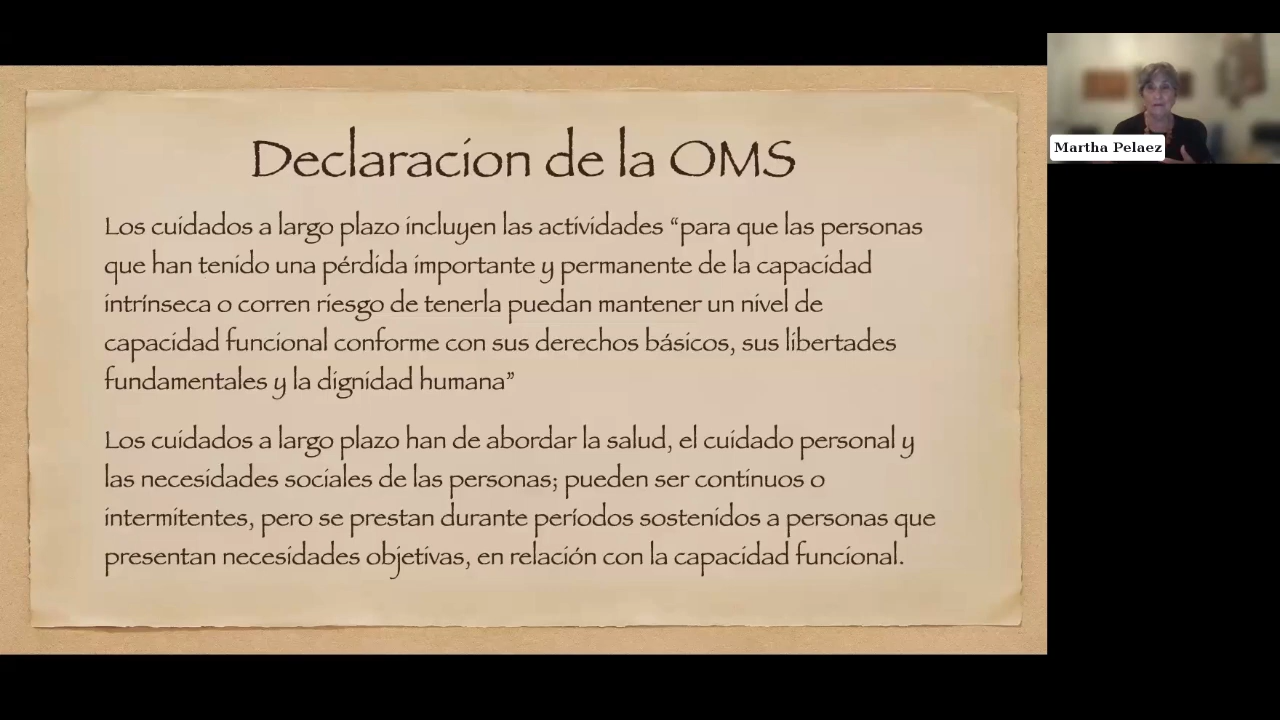 Declaracion de la OMS
Los cuidados a largo plazo incluyen las actividades “para que las personas
que han tenido una pérdida importante y permanente de la capacidad
intrínseca o corren riesgo de tenerla puedan mantener un nivel de
capacidad funcional conforme con sus derechos básicos, sus libertades
fundamentales y la dignidad humana”
Los cuidados a largo plazo han de abordar la salud, el cuidado personal y
las necesidades sociales de las personas; pueden ser continuos o
intermitentes, pero se prestan durante períodos sostenidos a personas que
presentan necesidades objetivas, en relación con la capacidad funcional.
Martha Pelaez